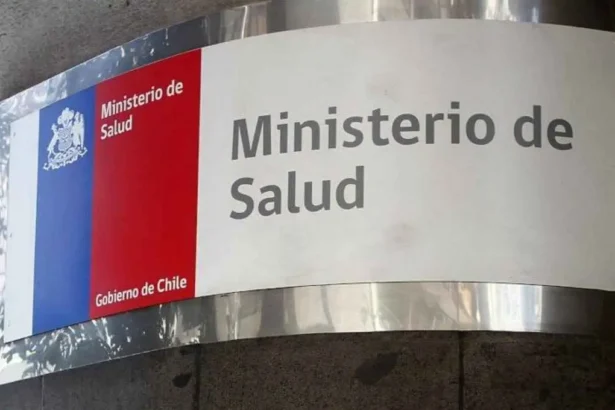 Ministerio de
Salud
Gobierno de Chile
Ministerio de
Salud